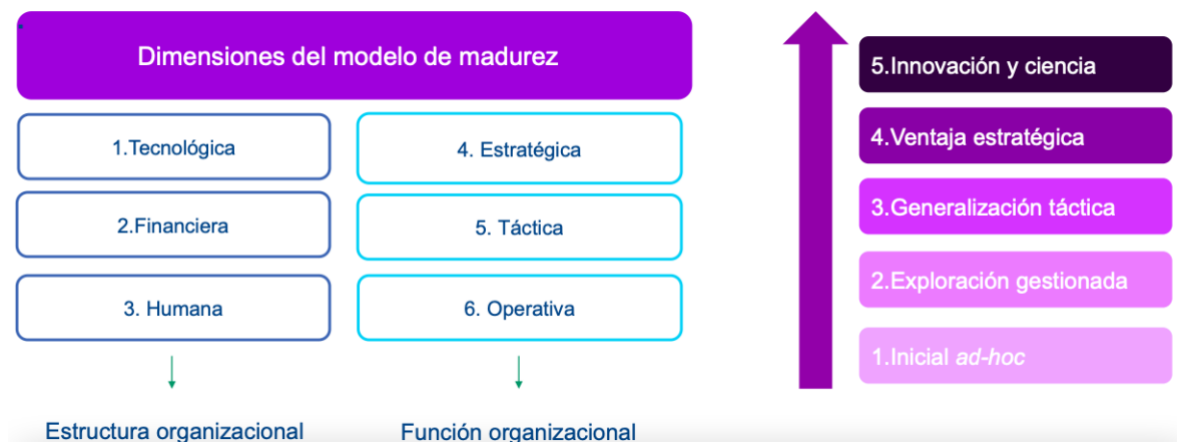 Dimensiones del modelo de madurez
1.Tecnológica
2.Financiera
3. Humana
Estructura organizacional
4. Estratégica
5. Táctica
6. Operativa
Función organizacional
5.Innovación y ciencia
4.Ventaja estratégica
3.Generalización táctica
2.Exploración gestionada
1.Inicial ad-hoc